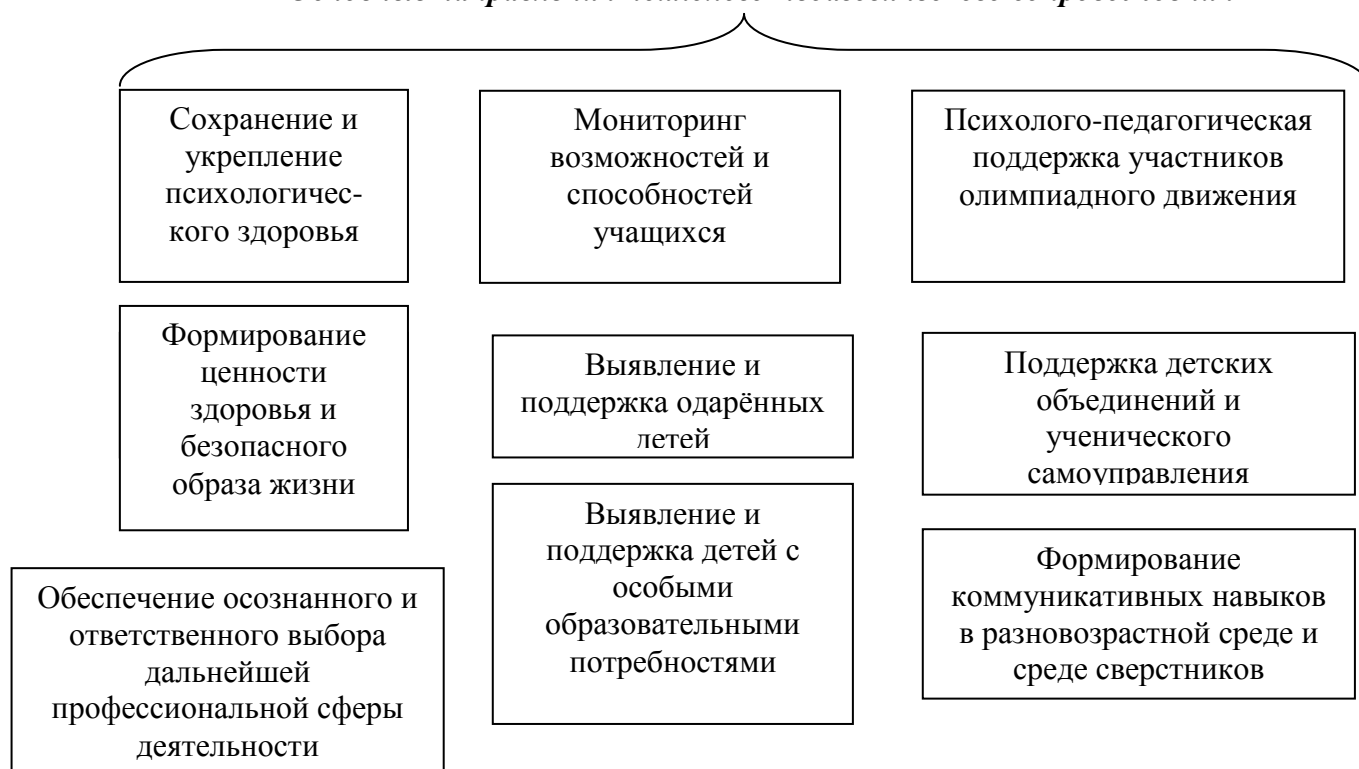 Сохранение и
укрепление
психологичес-
кого здоровья
Мониторинг
возможностей и
способностей
учащихся
Психолого-педагогическая
поддержка участников
олимпиадного движения
Формирование
ценности
здоровья и
безопасного
образа жизни
Выявление и
поддержка одарённых
детей
Поддержка детских
объединений и
ученического
самоуправления
Выявление и
поддержка детей с
особыми
образовательными
потребностями
Формирование
коммуникативных навыков
в разновозрастной среде и
среде сверстников
Обеспечение осознанного и
ответственного выбора
дальнейшей
профессиональной сферы
деятельности